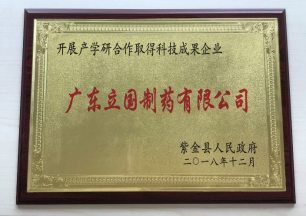 开展产学研合作取得科技成果企业
广东立国制药有限公司
紫金县人民政府
二〇一八年十二月